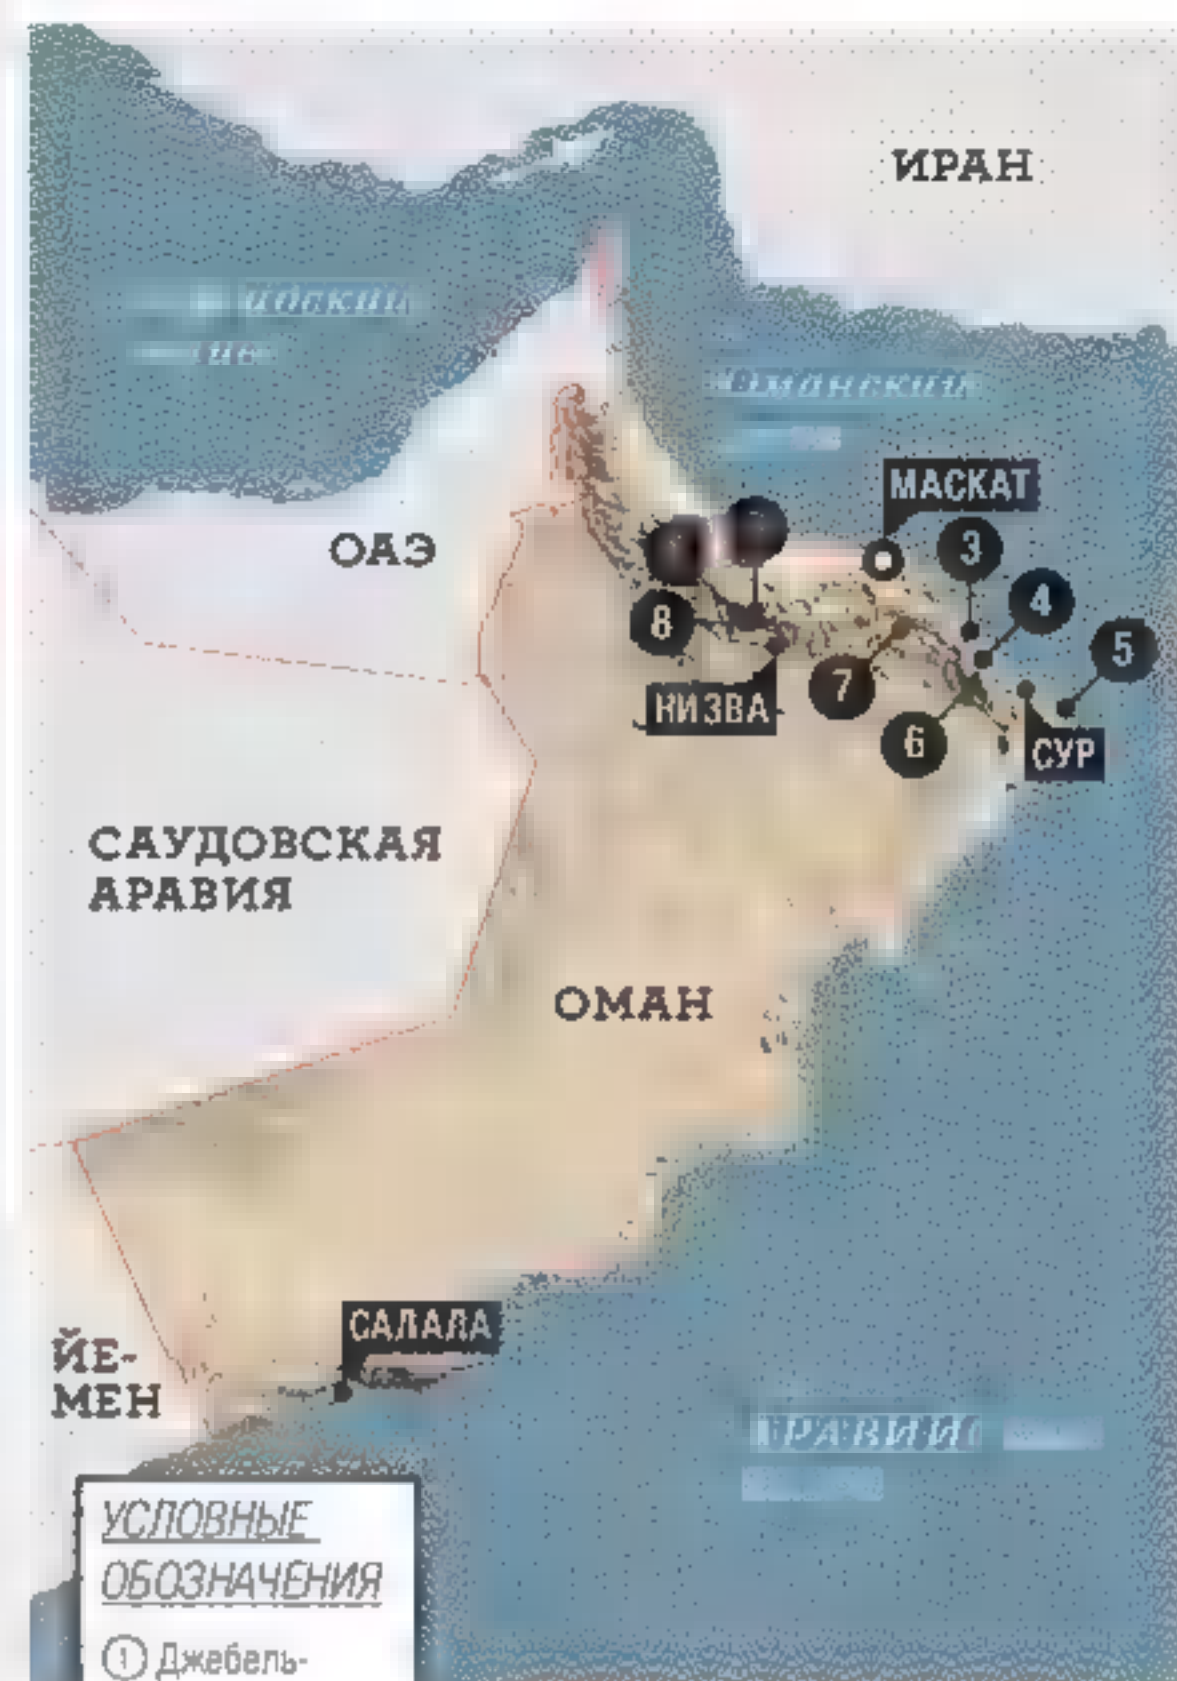 ИРАН
МАСКАТ
ОАЭ
3
4
5
8
7
6
НИЗВА
СУР
САУДОВСКАЯ
АРАВИЯ
ОМАН
САЛАЛА
ЙЕ-
МЕН
УСЛОВНЫЕ
ОБОЗНАЧЕНИЯ
1 Джебель-